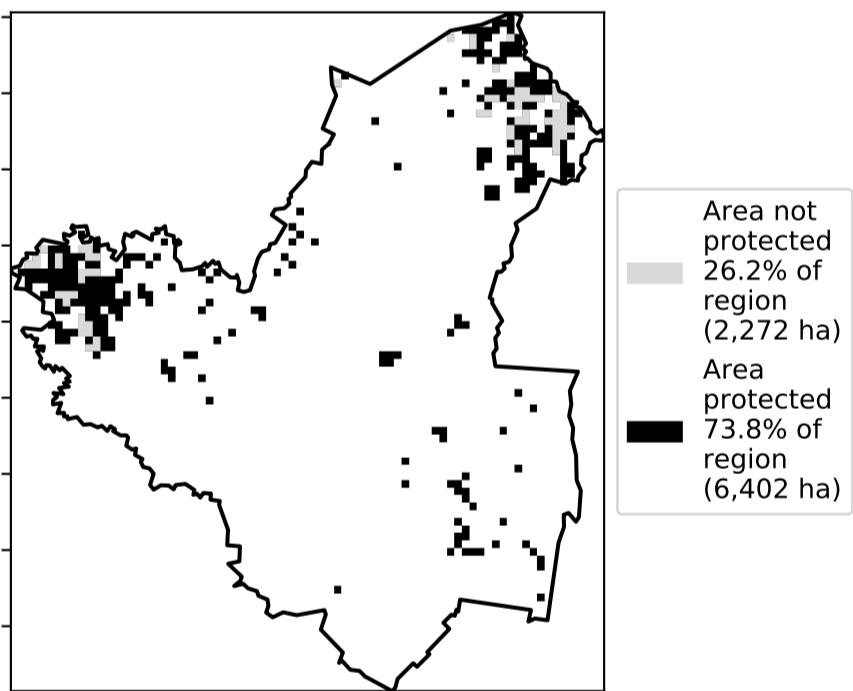 Area not
protected
26.2% of
region
(2,272 ha)
Area
protected
73.8% of
region
(6,402 ha)